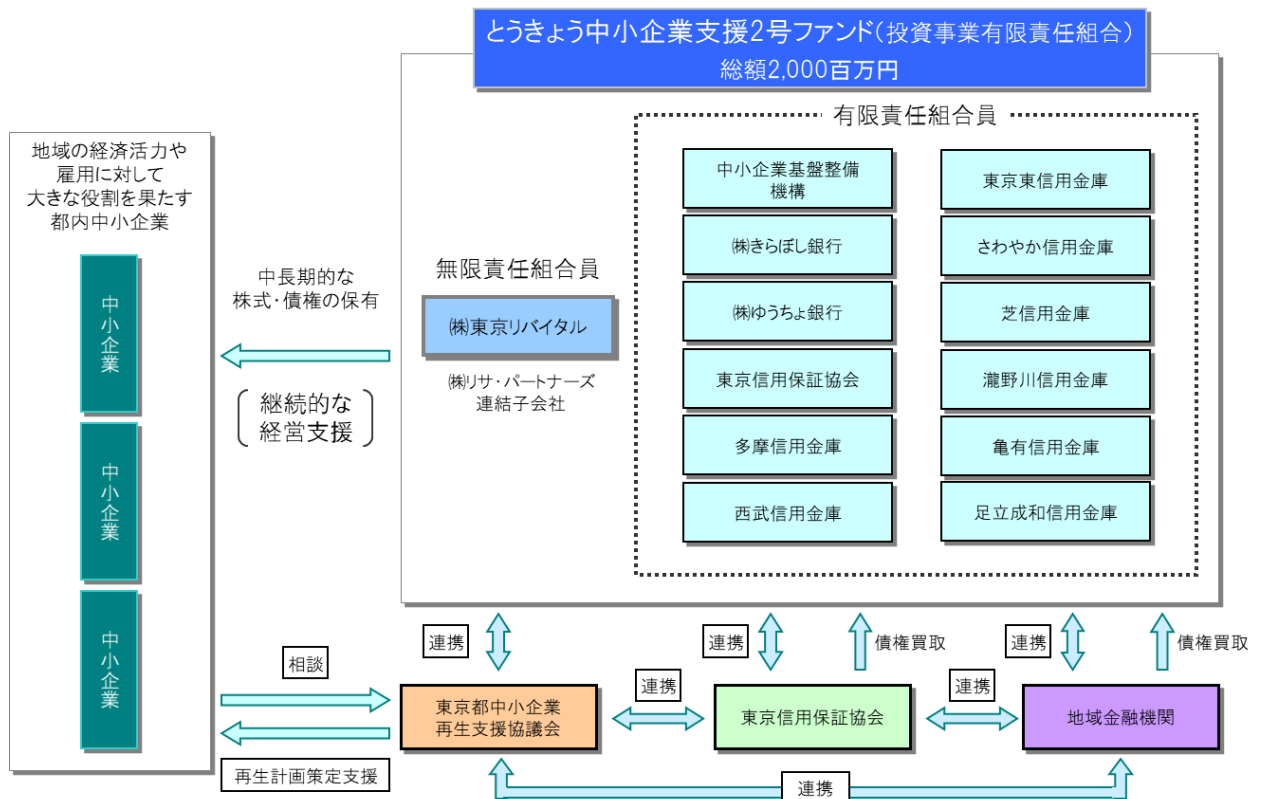 とうきょう中小企業支援2号ファンド(投資事業有限責任組合)
総額2,000百万円
地域の経済活力や
雇用に対して
大きな役割を果たす
都内中小企業
中小企業
中小企業
中小企業
中長期的な
株式・債権の保有
継続的な
経営支援
無限責任組合員
㈱東京リバイタル
㈱リサ・パートナーズ
連結子会社
有限責任組合員
中小企業基盤整備
機構
㈱きらぼし銀行
㈱ゆうちょ銀行
東京信用保証協会
多摩信用金庫
西武信用金庫
東京東信用金庫
さわやか信用金庫
芝信用金庫
瀧野川信用金庫
亀有信用金庫
足立成和信用金庫
連携
連携
債権買取
連携
債権買取
相談
再生計画策定支援
東京都中小企業
再生支援協議会
連携
東京信用保証協会
連携
地域金融機関
連携